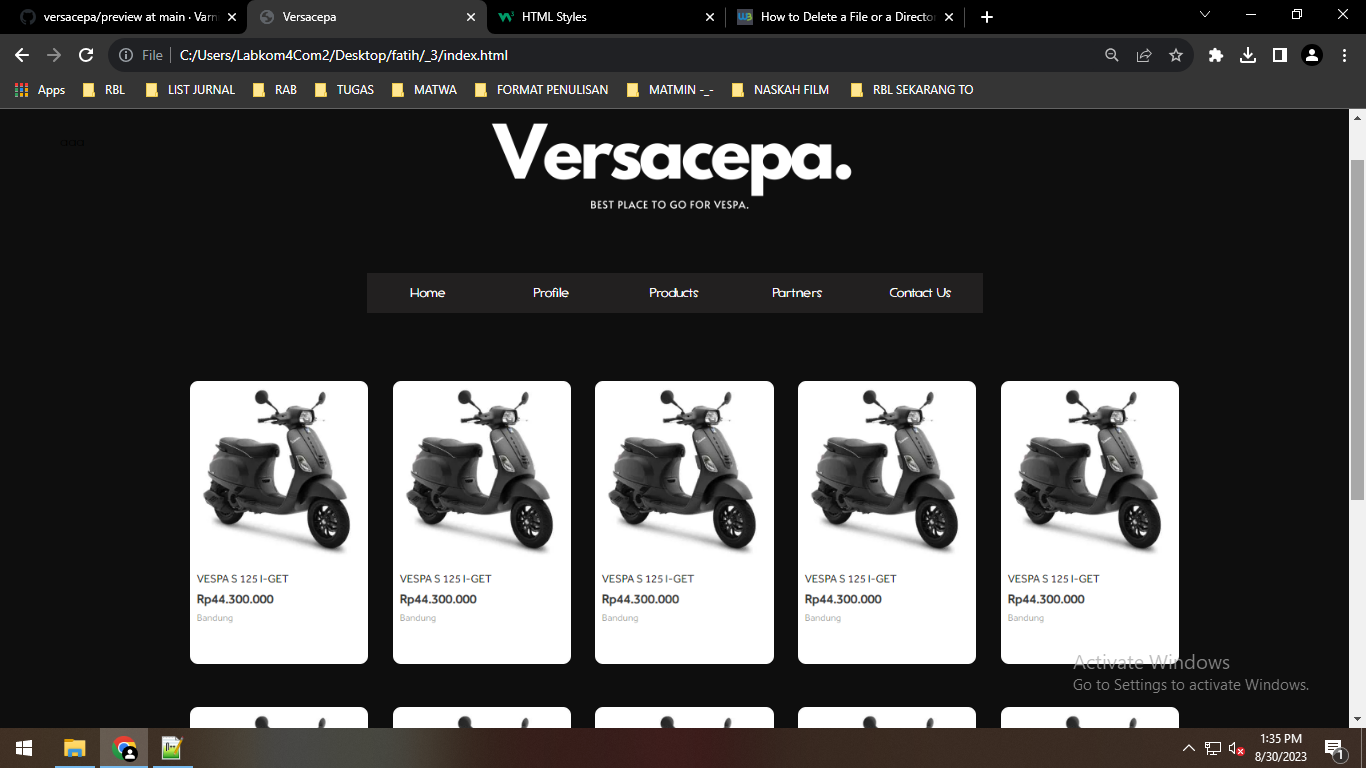 versacepa/preview at main · Varn
Versacepa
HTML Styles
How to Delete a File or a Directo
File
C:/Users/Labkom4Com2/Desktop/fatih/_3/index.html
Apps
RBL
LIST JURNAL
RAB
TUGAS
MATWA
FORMAT PENULISAN
MATMIN -_-
NASKAH FILM
RBL SEKARANG TO
Versacepa.
BEST PLACE TO GO FOR VESPA.
Home
Profile
Products
Partners
Contact Us
VESPA S 125 I-GET
Rp44.300.000
Bandung
VESPA S 125 I-GET
Rp44.300.000
Bandung
VESPA S 125 I-GET
Rp44.300.000
Bandung
VESPA S 125 I-GET
Rp44.300.000
Bandung
VESPA S 125 I-GET
Rp44.300.000
Bandung
Activate Windows
Go to Settings to activate Windows.
1:35 PM
8/30/2023
1